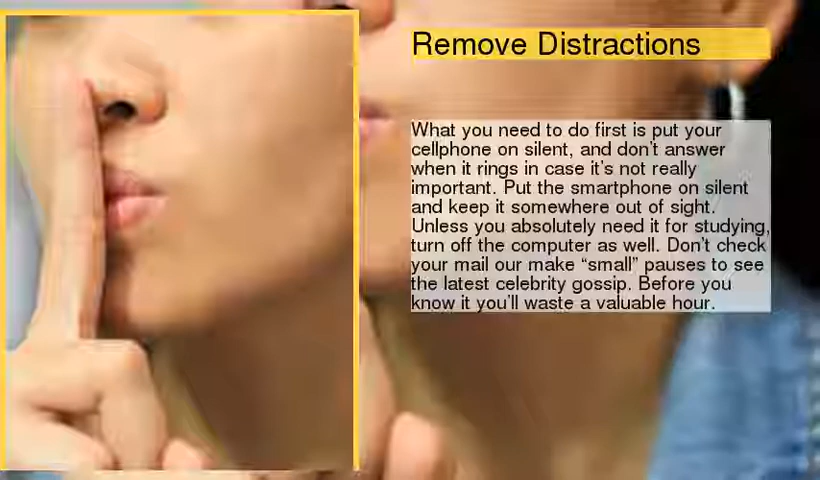 Remove Distractions
What you need to do first is put your
cellphone on silent, and don't answer
when it rings in case it's not really
important. Put the smartphone on silent
and keep it somewhere out of sight.
Unless you absolutely need it for studying,
turn off the computer as well. Don't check
your mail our make “small” pauses to see
the latest celebrity gossip. Before you
know it you'll waste a valuable hour.